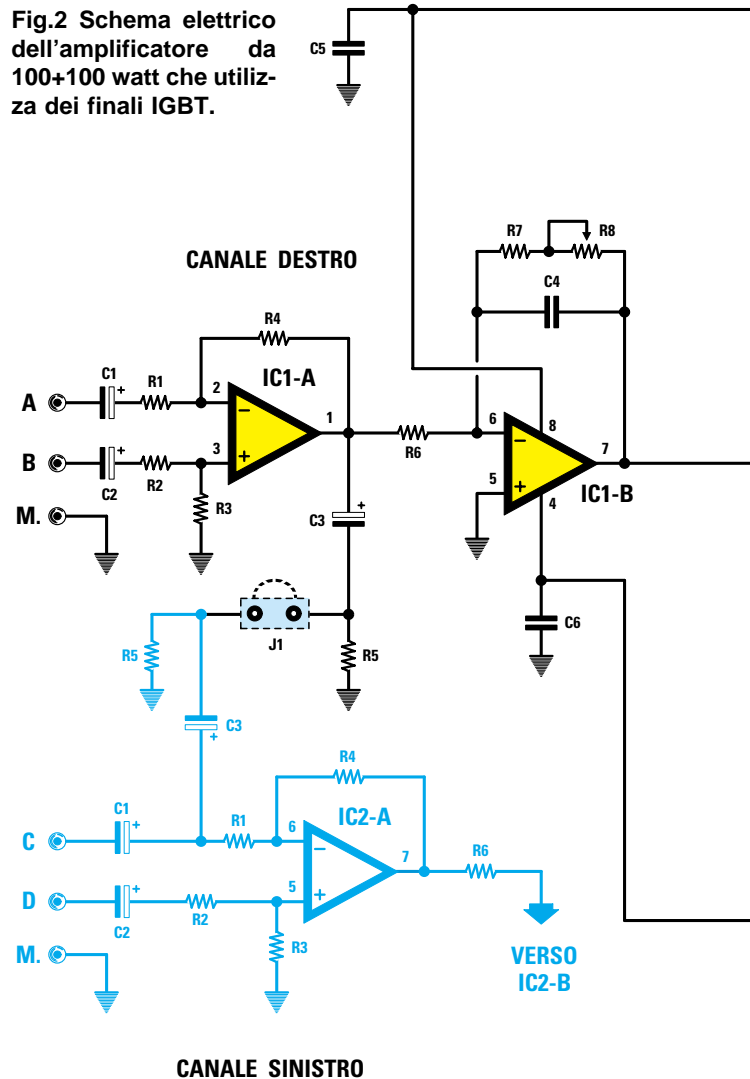 Fig.2 Schema elettrico
dell'amplificatore da
100+100 watt che utiliz-
za dei finali IGBT.
C5
R7
R8
CANALE DESTRO
C4
R4
C1
+
R1
2
IC1-A
A
−
1
6
8
B
3
+
R6
−
7
C2
+
R2
5
IC1-B
R3
+
4
M.
C3
+
J1
C6
R5
R5
C3
+
R4
C1
+
R1
6
IC2-A
C
−
7
R6
D
5
+
C2
+
R2
R3
M.
VERSO
IC2-B
CANALE SINISTRO